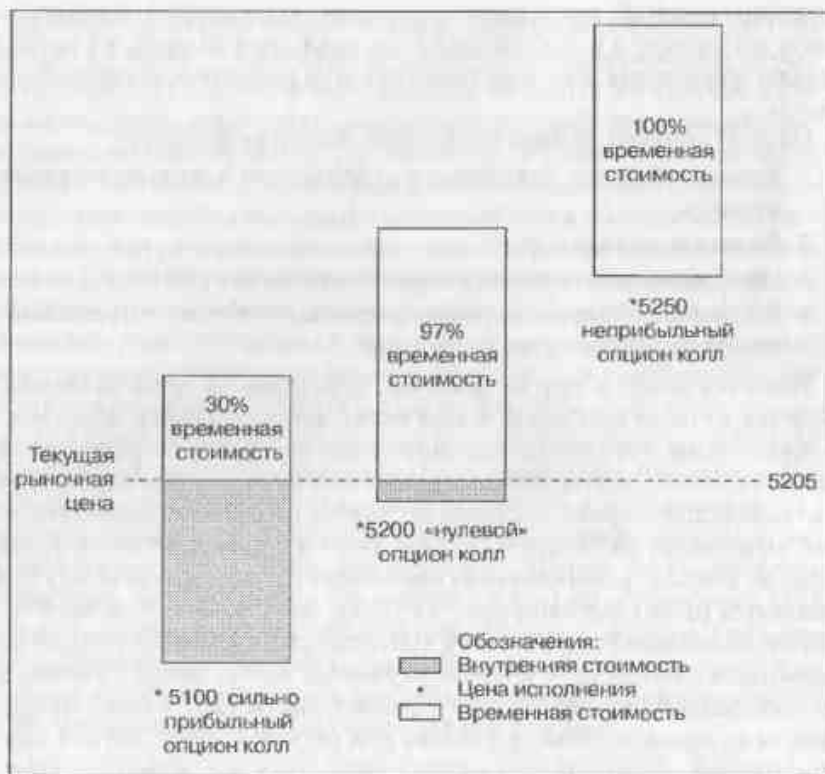 100%
временная
стоимость
*5250
неприбыльный
опцион колл
97%
временная
стоимость
30%
временная
стоимость
Текущая
рыночная
цена
5205
*5200 «нулевой»
опцион колл
* 5100 сильно
прибыльный
опцион колл
Обозначения:
Внутренняя стоимость
* Цена исполнения
Временная стоимость